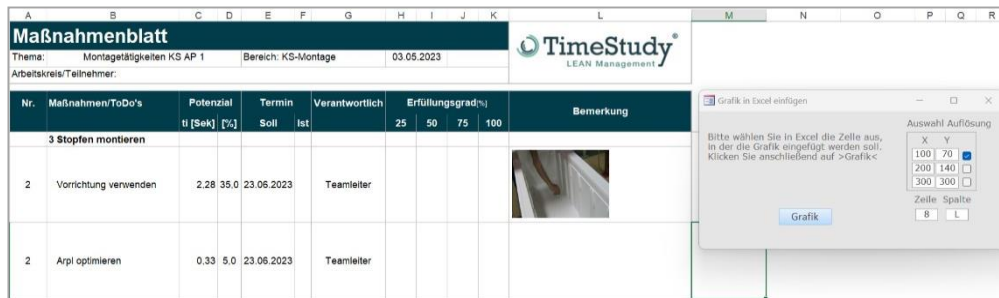 A B C D E F G H I J K L M N O P Q R
Maßnahmenblatt
TimeStudy®
LEAN Management
Thema: Montagetätigkeiten KS AP 1 Bereich: KS-Montage 03.05.2023
Arbeitskreis/Teilnehmer:
Nr. Maßnahmen/ToDo's Potenzial Termin Verantwortlich Erfüllungsgrad[%] Bemerkung
ti [Sek] [%] Soll Ist 25 50 75 100
3 Stopfen montieren
2 Vorrichtung verwenden 2,28 35,0 23.06.2023 Teamleiter
2 Arpl optimieren 0,33 5,0 23.06.2023 Teamleiter
Grafik in Excel einfügen
Bitte wählen Sie in Excel die Zelle aus,
in der die Grafik eingefügt werden soll.
Klicken Sie anschließend auf >Grafik<
Auswahl Auflösung
X Y
100 70
200 140
300 300
Zeile Spalte
8 L
Grafik